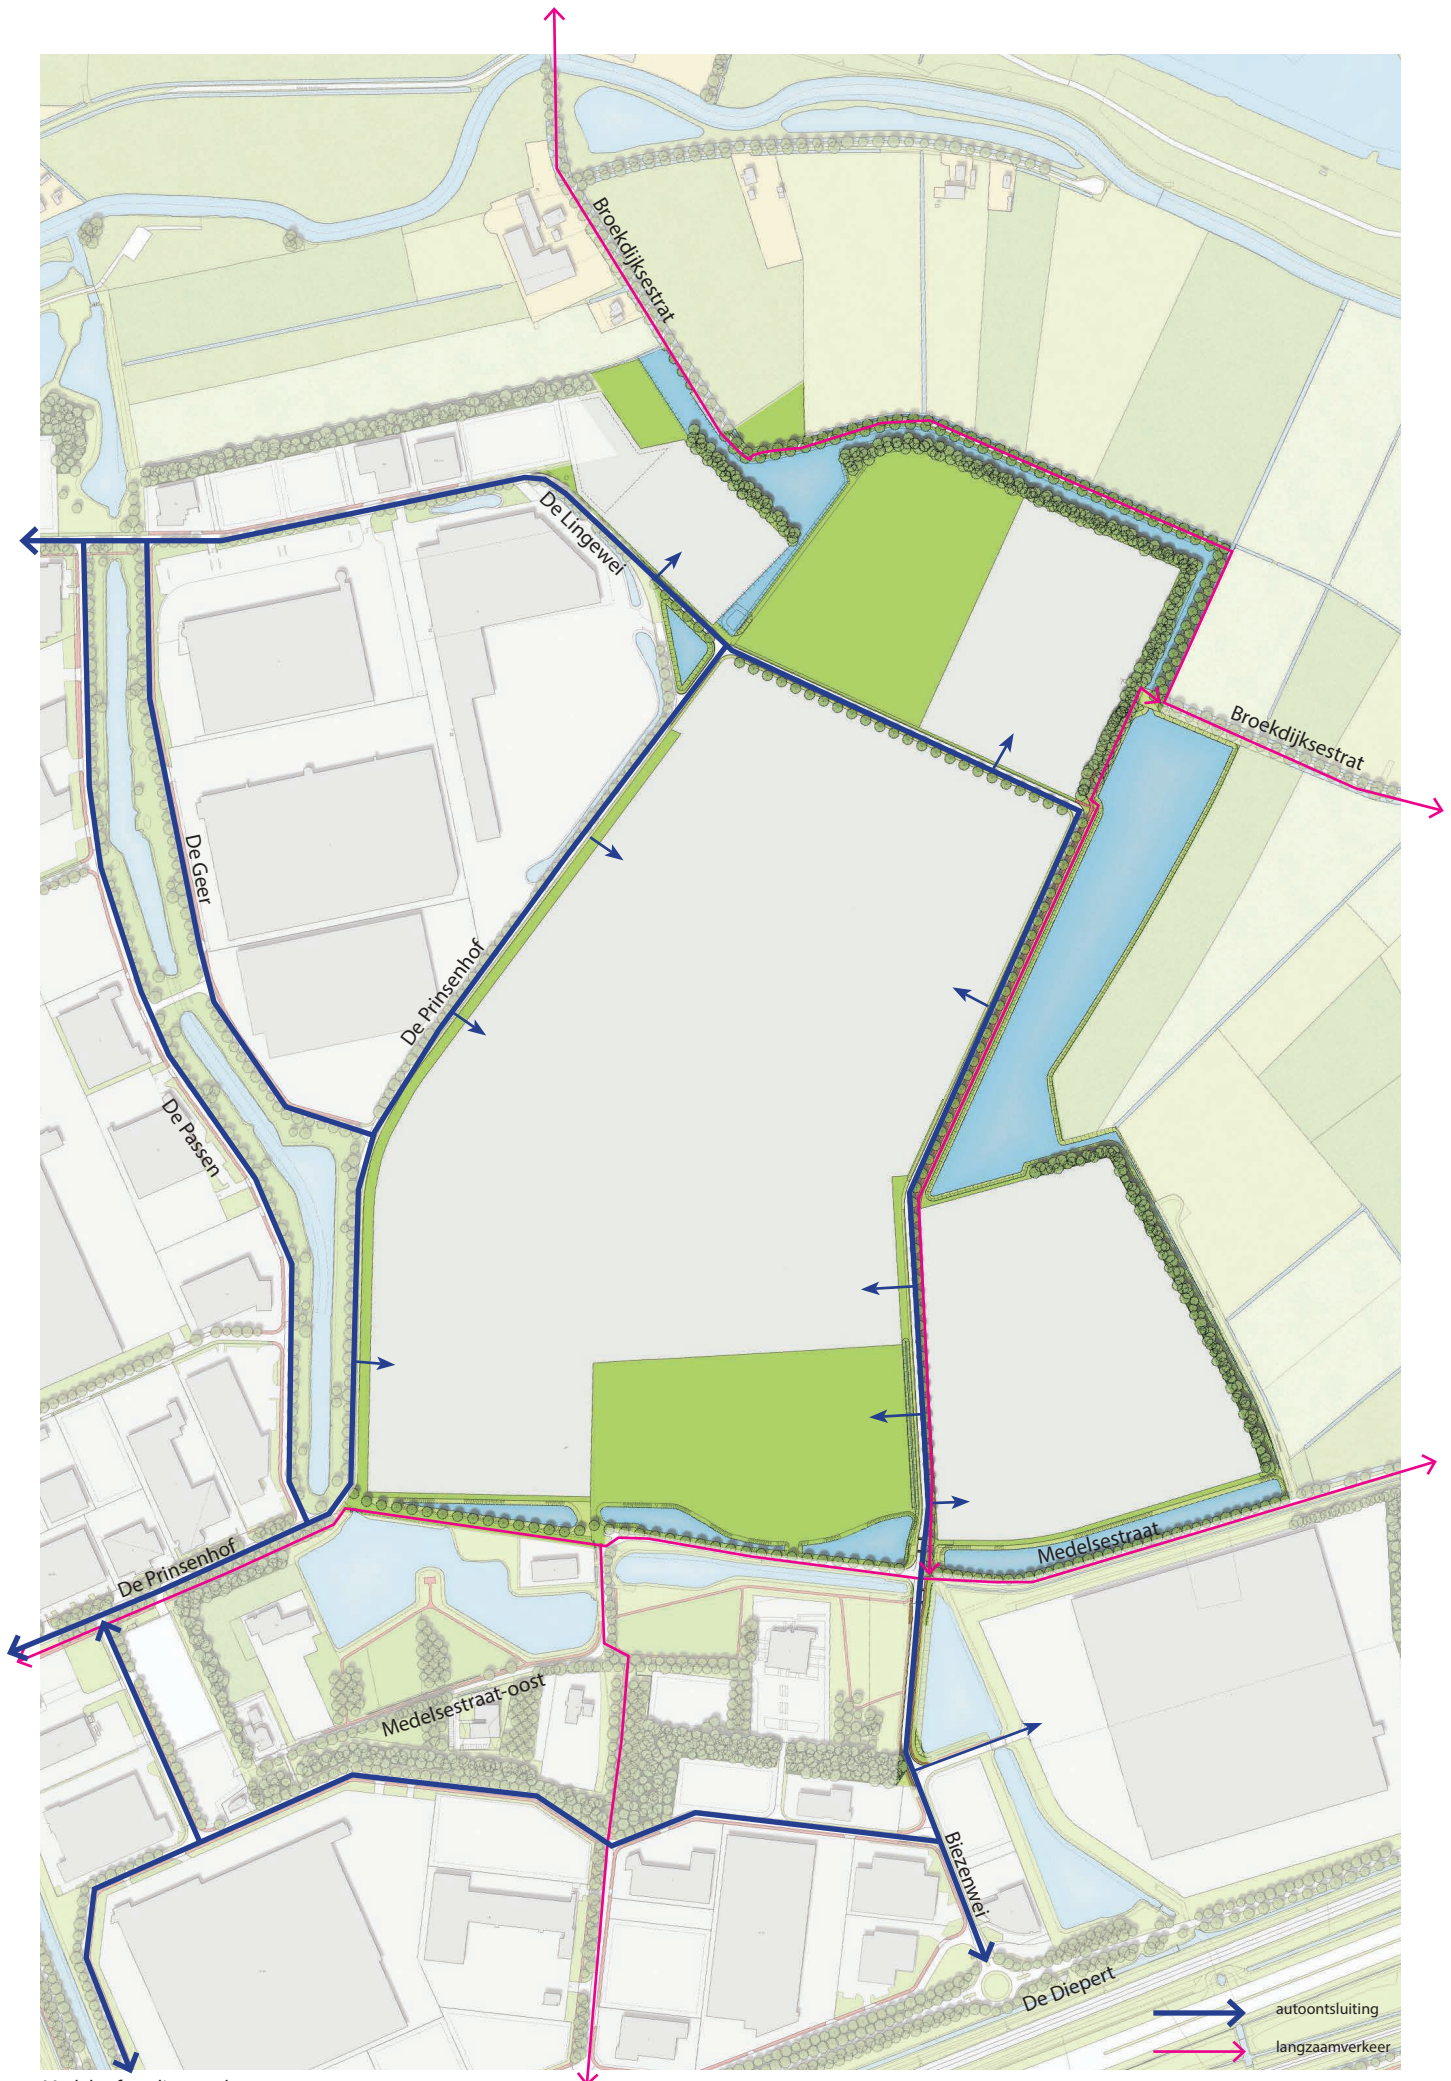 Broekdijksestrat
De Lingewei
Broekdijksestrat
De Geer
De Prinsenhof
De Passen
Medelsestraat
De Prinsenhof
Medelsestraat-oost
Biezenwei
De Diepert
autoontsluiting
langzaamverkeer